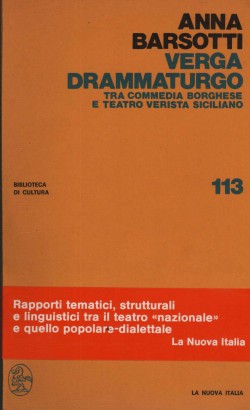 ANNA
BARSOTTI
VERGA
DRAMMATURGO
TRA COMMEDIA BORGHESE
E TEATRO VERISTA SICILIANO
BIBLIOTECA
DI CULTURA
113
Rapporti tematici, strutturali
e linguistici tra il teatro «nazionale»
e quello popolare-dialettale
La Nuova Italia
LA NUOVA ITALIA